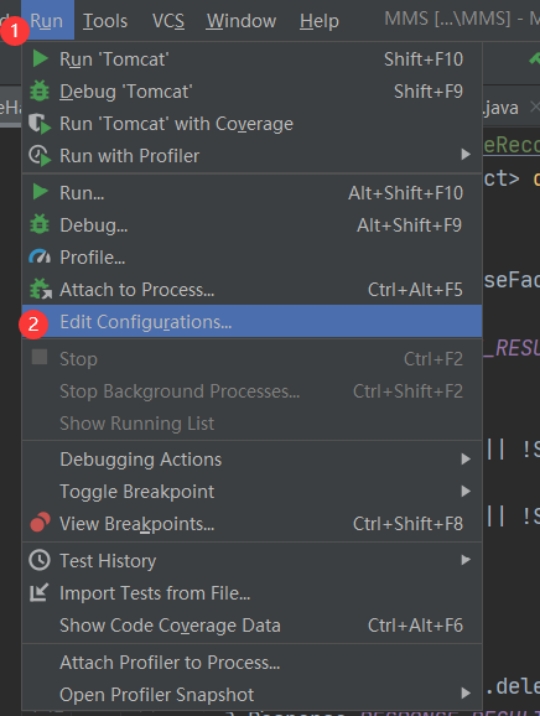 1 Run Tools VCS Window Help MMS [...\MMS] - M
Run 'Tomcat' Shift+F10
Debug 'Tomcat' Shift+F9
.java
Run 'Tomcat' with Coverage
eReco
Run with Profiler
ct>
Run... Alt+Shift+F10
Debug... Alt+Shift+F9
Profile...
seFac
Attach to Process... Ctrl+Alt+F5
2 Edit Configurations...
_RESU
Stop Ctrl+F2
Stop Background Processes... Ctrl+Shift+F2
Show Running List
|| !S
Debugging Actions
Toggle Breakpoint
|| !S
View Breakpoints... Ctrl+Shift+F8
Test History
Import Tests from File...
Show Code Coverage Data Ctrl+Alt+F6
Attach Profiler to Process...
.dele
Open Profiler Snapshot